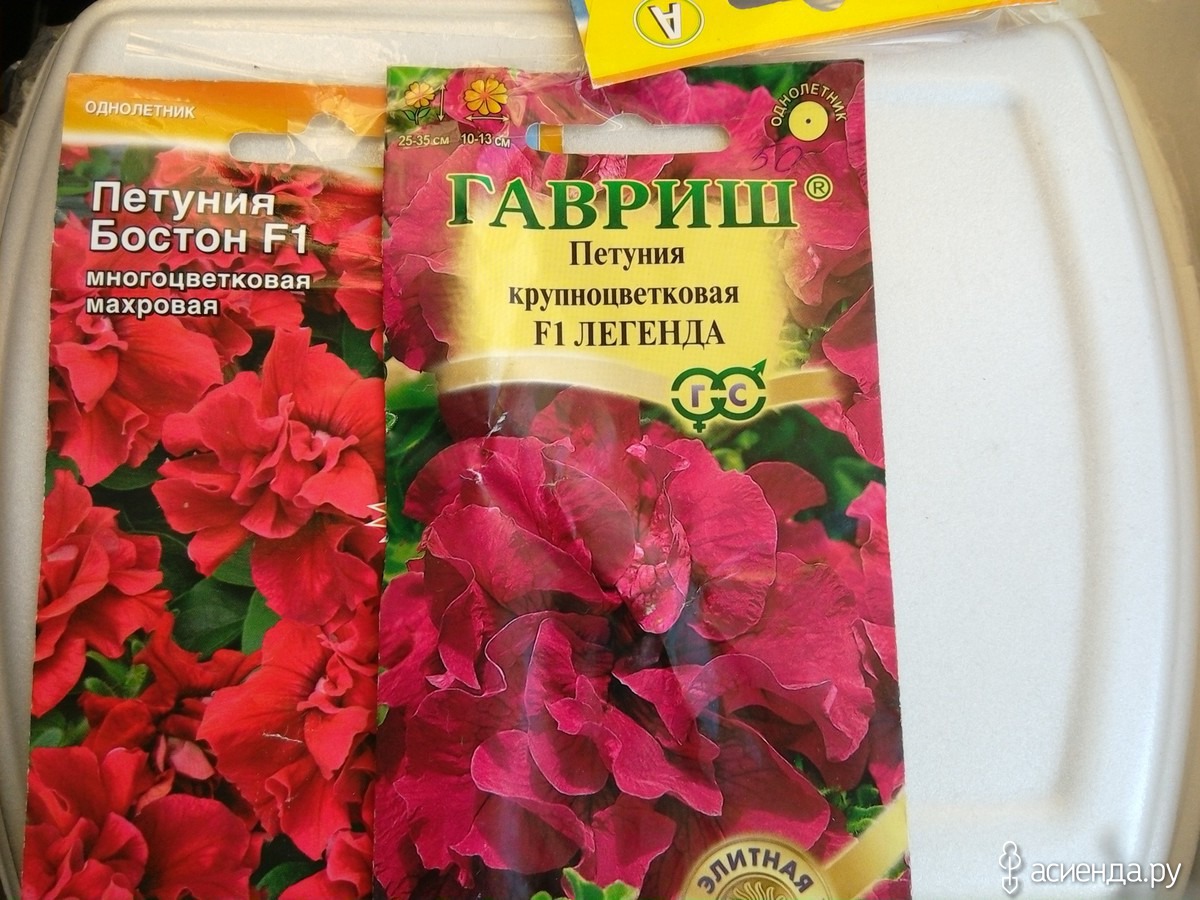 А
ОДНОЛЕТНИК
Петуния
Бостон F1
многоцветковая
махровая
25-35 см 10-13 см
ОДНОЛЕТНИК
ГАВРИШ®
Петуния
крупноцветковая
F1 ЛЕГЕНДА
Г С
ЭЛИТНАЯ
асиенда.ру